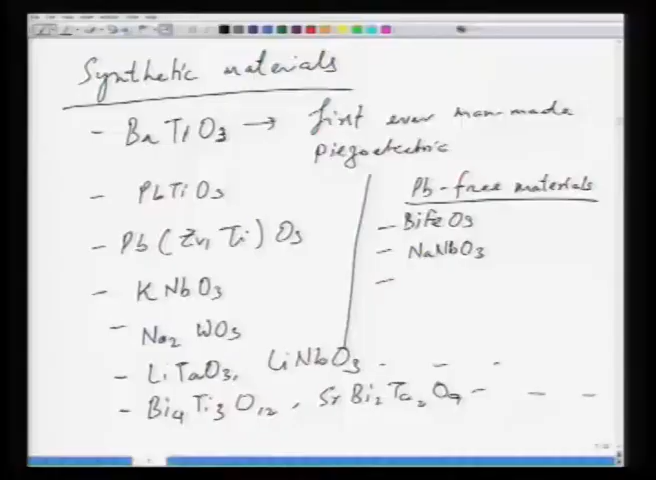 Synthetic materials
- BaTiO3 → first ever man-made
piezoelectric
- PbTiO3
- Pb(Zr, Ti)O3
- KNbO3
- Na2WO3
- LiTaO3, LiNbO3 - - -
- Bi4Ti3O12, SrBi2Ta2O9 - - -
Pb-free materials
- BiFeO3
- NaNbO3
-